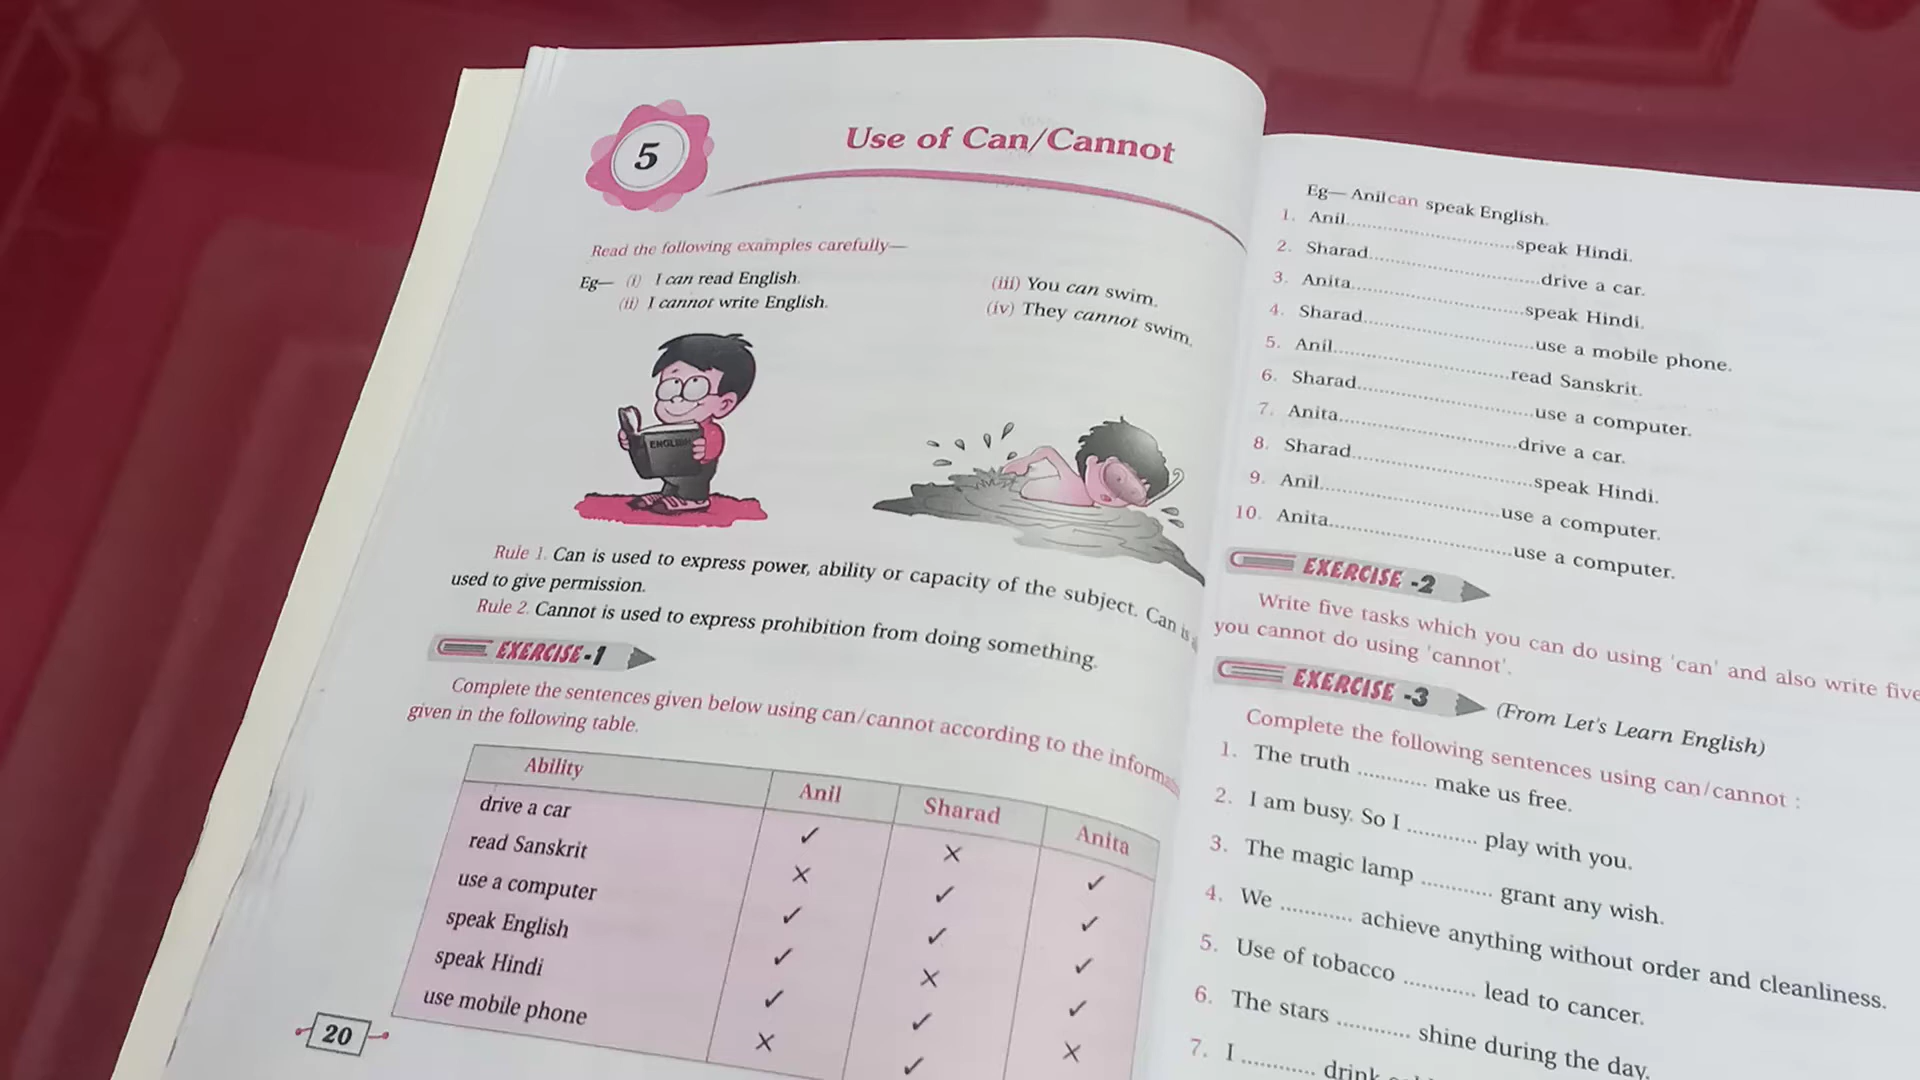 5
Use of Can/Cannot
Read the following examples carefully—
Eg— (i) I can read English.
(ii) I cannot write English.
(iii) You can swim.
(iv) They cannot swim.
ENGLISH
Rule 1. Can is used to express power, ability or capacity of the subject. Can is
used to give permission.
Rule 2. Cannot is used to express prohibition from doing something.
EXERCISE-1
Complete the sentences given below using can/cannot according to the
given in the following table.
Ability Anil Sharad Anita
drive a car ✓ ✕ ✓
read Sanskrit ✕ ✓ ✓
use a computer ✓ ✓ ✓
speak English ✓ ✕ ✓
speak Hindi ✓ ✓ ✕
use mobile phone ✕ ✓
20
Eg— Anil can speak English.
1. Anil..............................speak Hindi.
2. Sharad..............................drive a car.
3. Anita..............................speak Hindi.
4. Sharad..............................use a mobile phone.
5. Anil..............................read Sanskrit.
6. Sharad..............................use a computer.
7. Anita..............................drive a car.
8. Sharad..............................speak Hindi.
9. Anil..............................use a computer.
10. Anita..............................use a computer.
EXERCISE -2
Write five tasks which you can do using 'can' and also write five
you cannot do using 'cannot'.
EXERCISE -3 (From Let's Learn English)
Complete the following sentences using can/cannot :
1. The truth ............ make us free.
2. I am busy. So I ............ play with you.
3. The magic lamp ............ grant any wish.
4. We ............ achieve anything without order and cleanliness.
5. Use of tobacco ............ lead to cancer.
6. The stars ............ shine during the day.
7. I ............ drink